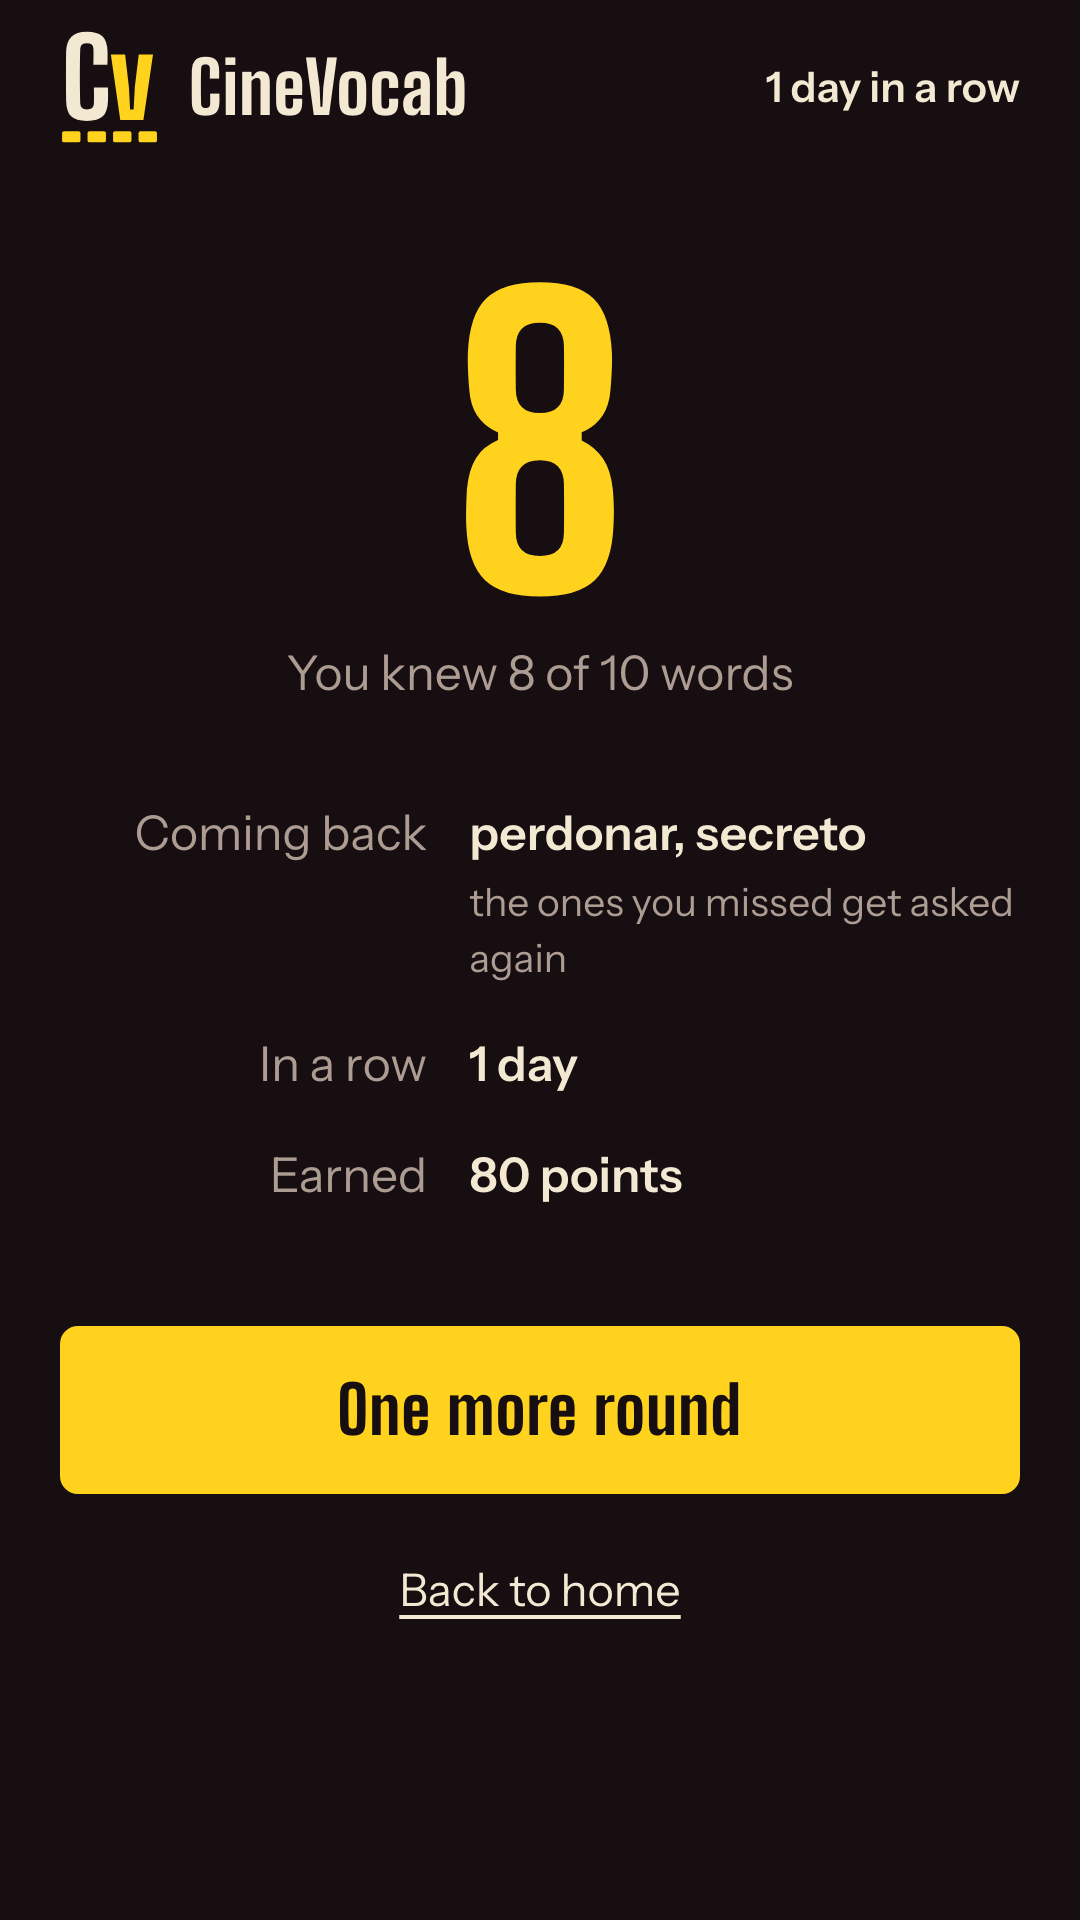 Cv CineVocab 1 day in a row
8
You knew 8 of 10 words
Coming back perdonar, secreto
the ones you missed get asked
again
In a row 1 day
Earned 80 points
One more round
Back to home